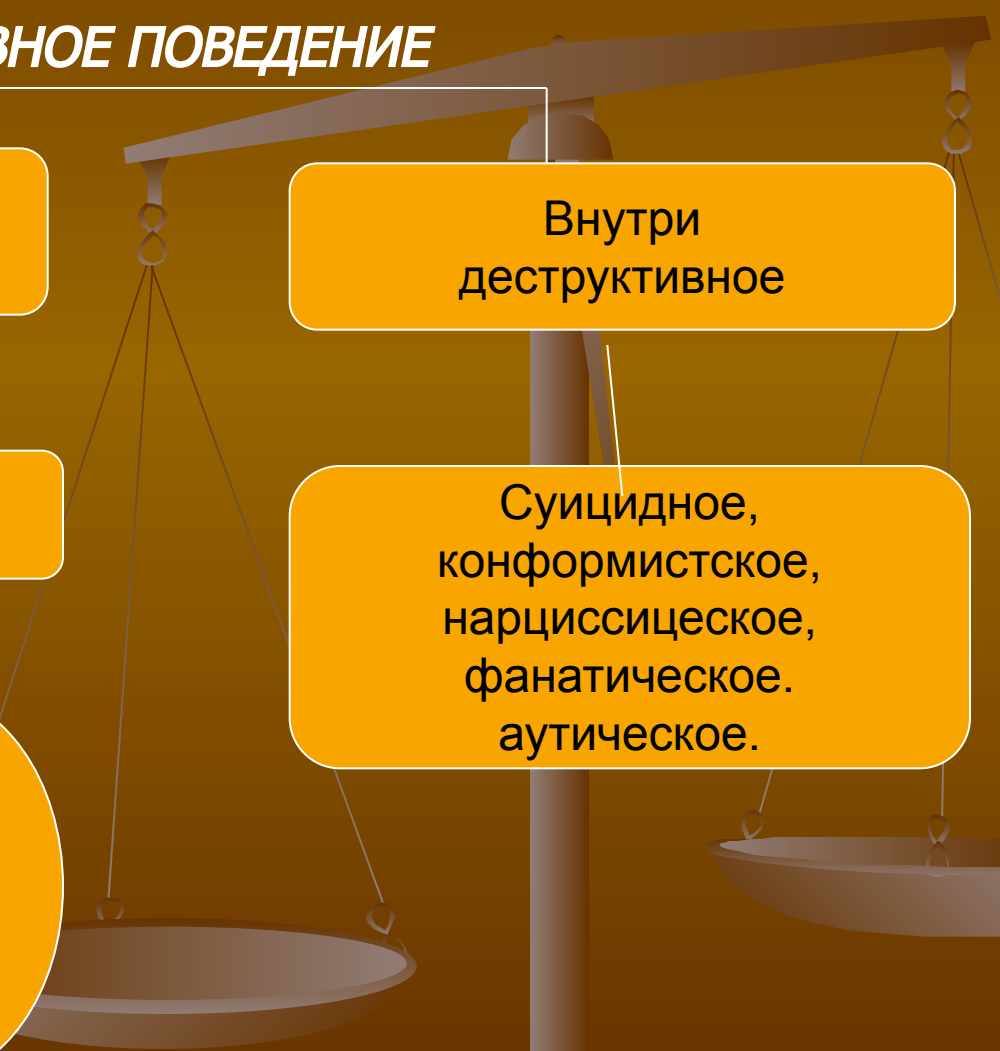 ВНОЕ ПОВЕДЕНИЕ
Внутри
деструктивное
Суицидное,
конформистское,
нарциссицеское,
фанатическое.
аутическое.